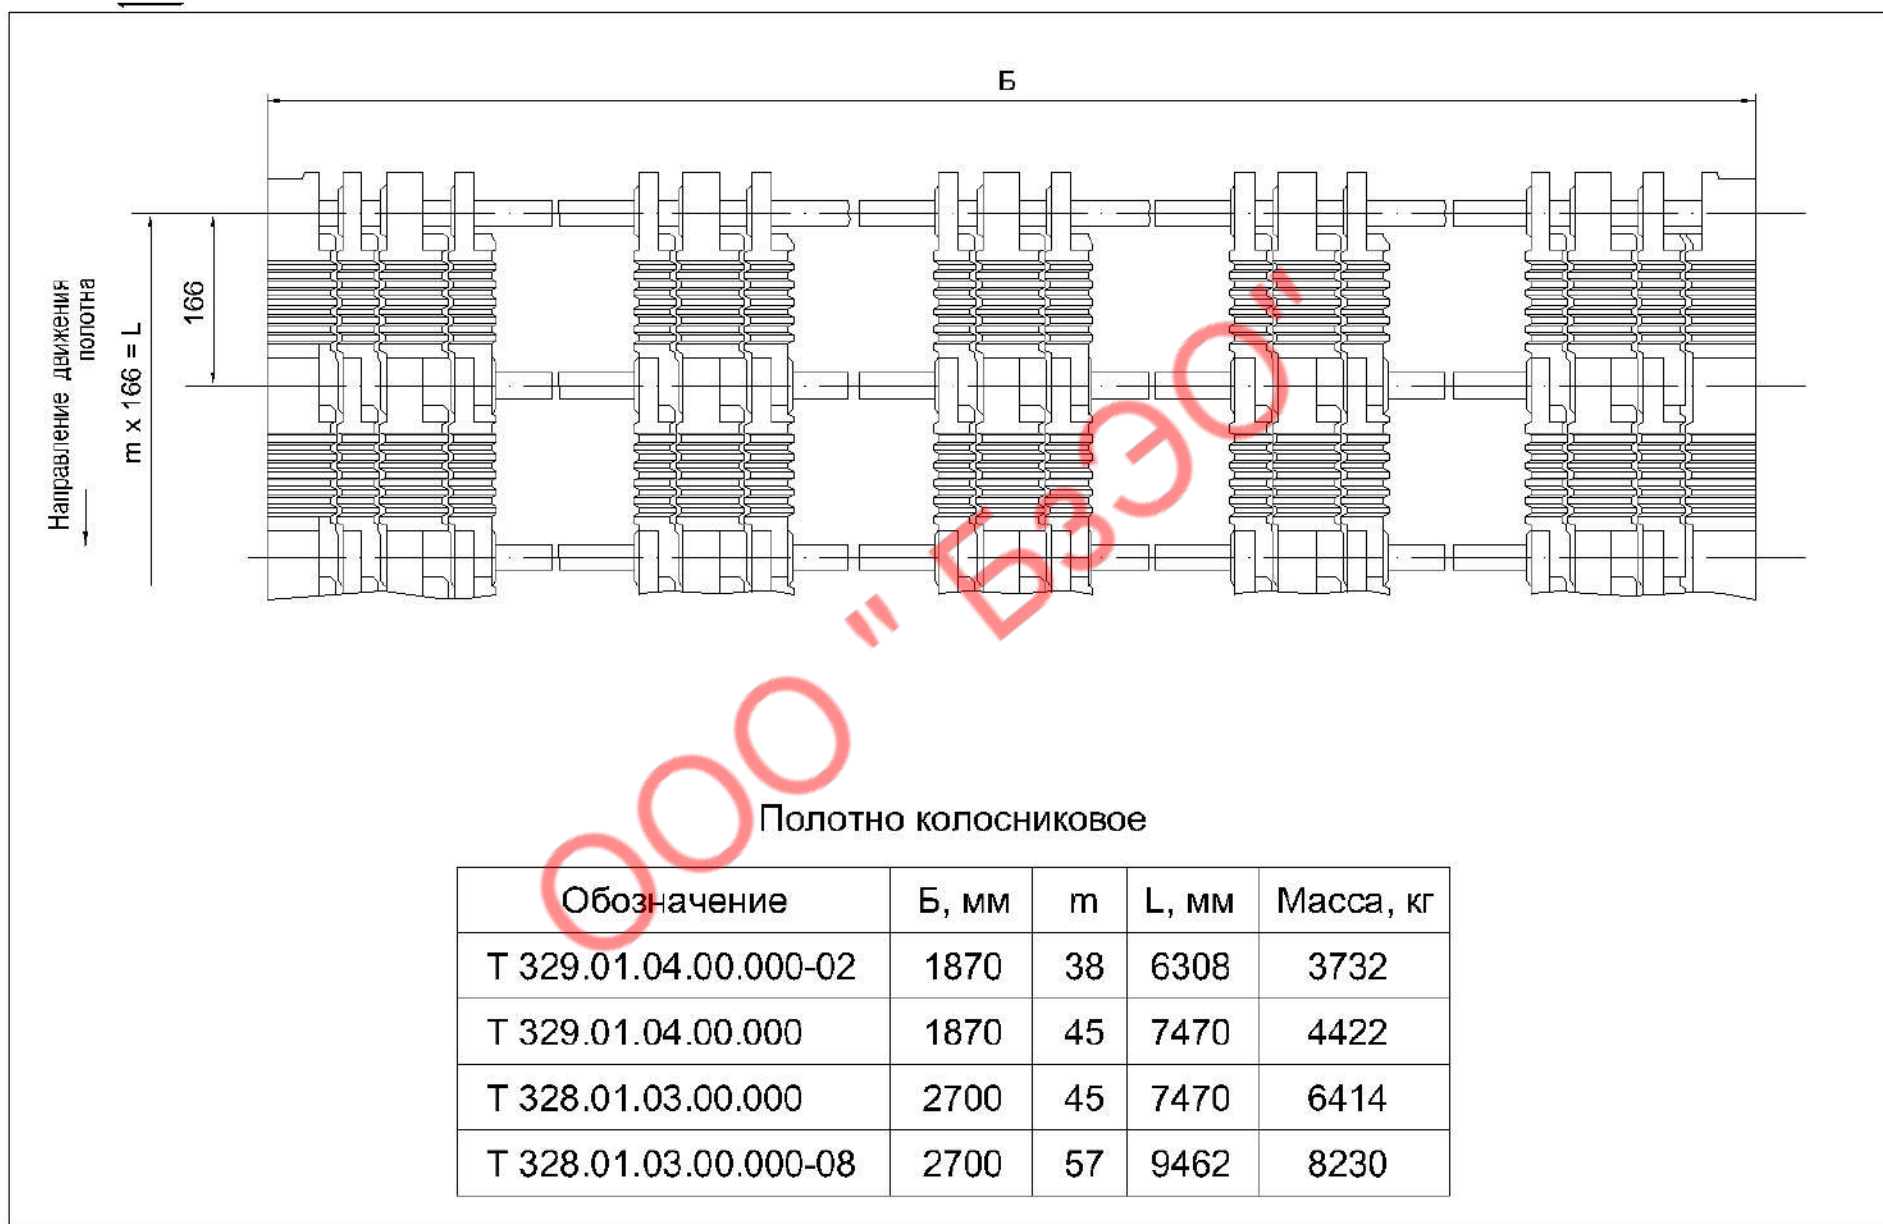 Б
Направление движения
полотна
m x 166 = L
166
ООО " БзЭО"
Полотно колосниковое
Обозначение Б, мм m L, мм Масса, кг
Т 329.01.04.00.000-02 1870 38 6308 3732
Т 329.01.04.00.000 1870 45 7470 4422
Т 328.01.03.00.000 2700 45 7470 6414
Т 328.01.03.00.000-08 2700 57 9462 8230